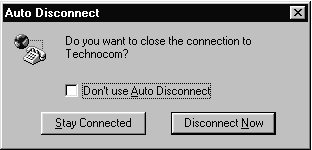 Auto Disconnect
Do you want to close the connection to
Technocom?
Don't use Auto Disconnect
Stay Connected
Disconnect Now